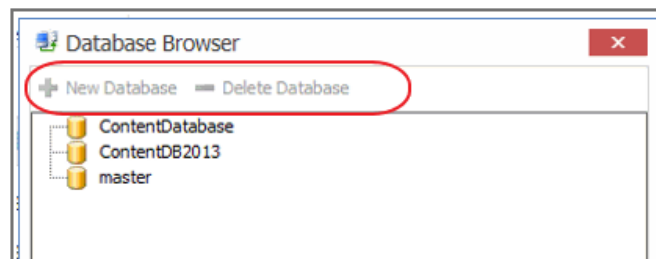 Database Browser
New Database Delete Database
ContentDatabase
ContentDB2013
master